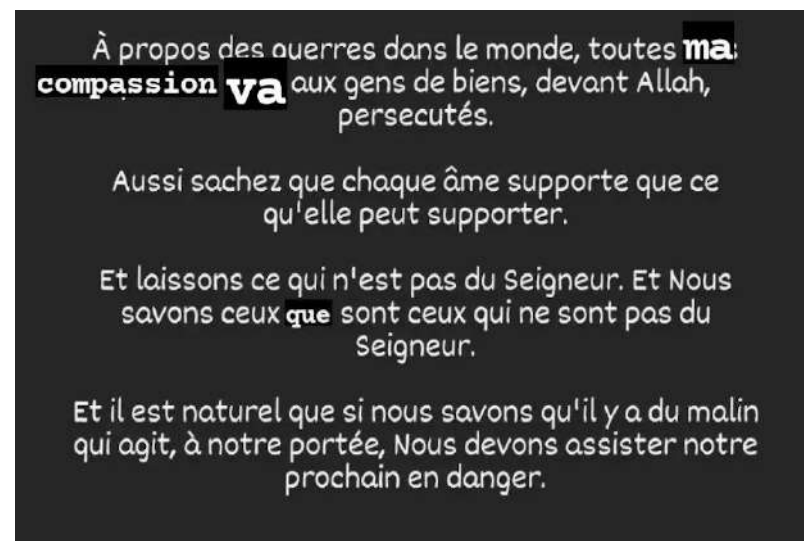 À propos des guerres dans le monde, toutes ma
compassion va aux gens de biens, devant Allah,
persecutés.
Aussi sachez que chaque âme supporte que ce
qu'elle peut supporter.
Et laissons ce qui n'est pas du Seigneur. Et Nous
savons ceux que sont ceux qui ne sont pas du
Seigneur.
Et il est naturel que si nous savons qu'il y a du malin
qui agit, à notre portée, Nous devons assister notre
prochain en danger.